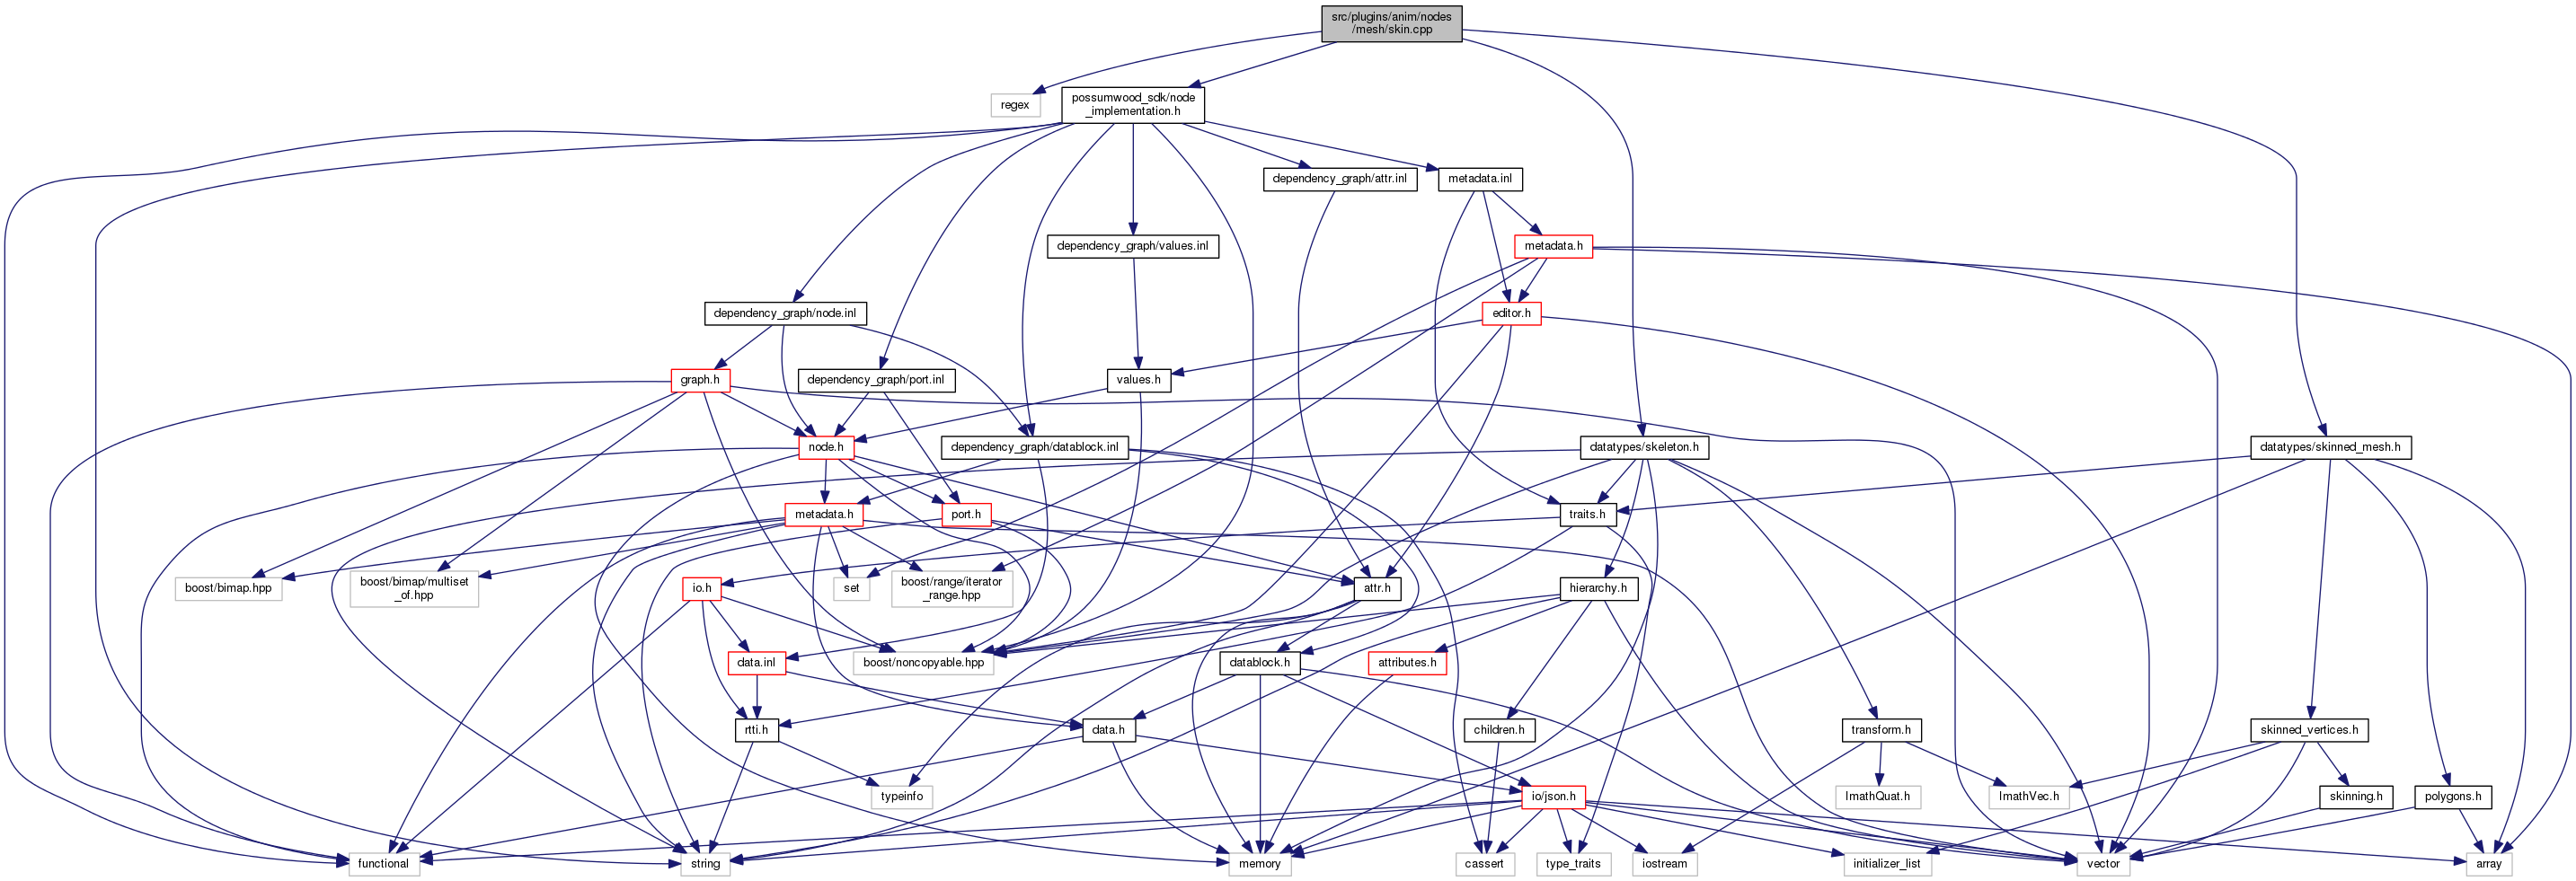 src/plugins/anim/nodes
/mesh/skin.cpp
regex
possumwood_sdk/node
_implementation.h
dependency_graph/attr.inl
metadata.inl
dependency_graph/values.inl
metadata.h
dependency_graph/node.inl
editor.h
graph.h
dependency_graph/port.inl
values.h
node.h
dependency_graph/datablock.inl
datatypes/skeleton.h
datatypes/skinned_mesh.h
metadata.h
port.h
traits.h
boost/bimap.hpp
boost/bimap/multiset
_of.hpp
io.h
set
boost/range/iterator
_range.hpp
attr.h
hierarchy.h
data.inl
boost/noncopyable.hpp
datablock.h
attributes.h
rtti.h
data.h
children.h
transform.h
skinned_vertices.h
typeinfo
io/json.h
ImathQuat.h
ImathVec.h
skinning.h
polygons.h
functional
string
memory
cassert
type_traits
iostream
initializer_list
vector
array